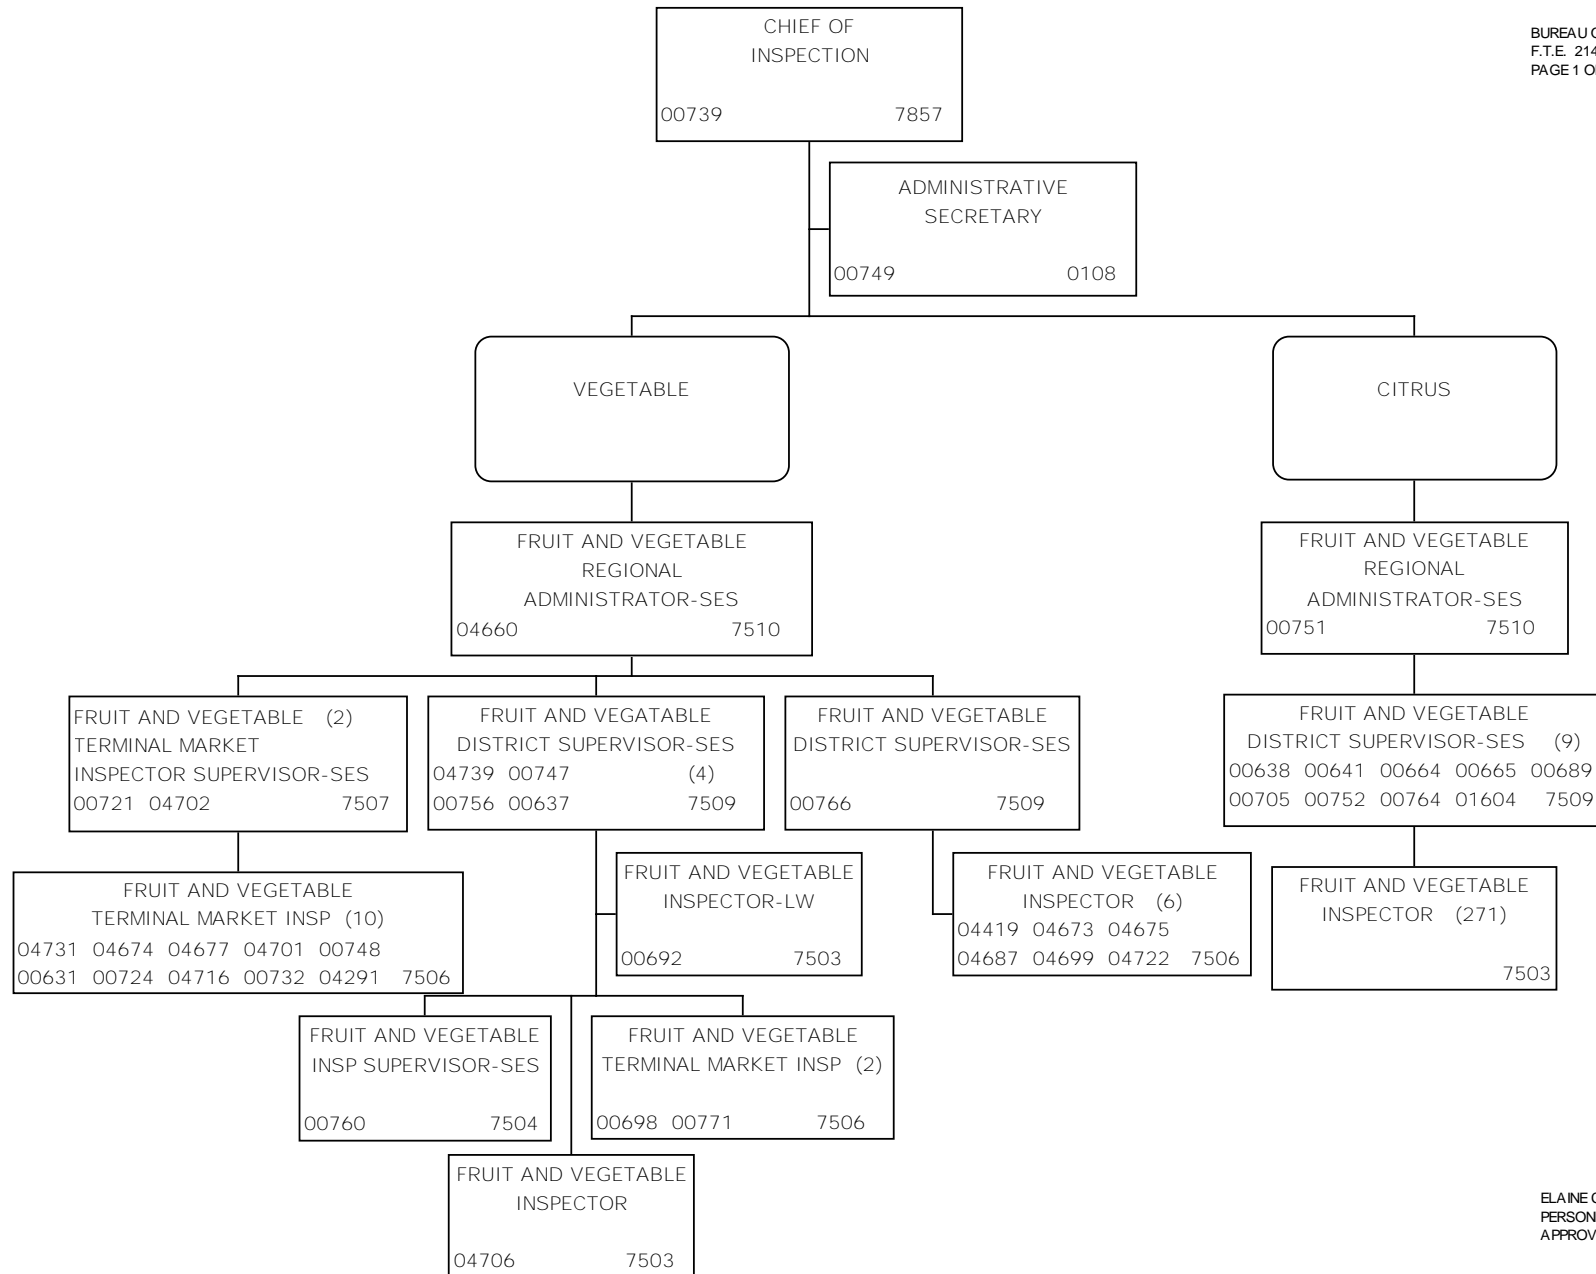 CHIEF OF
INSPECTION
00739 7857
BUREAU
F.T.E. 214
PAGE 1
ADMINISTRATIVE
SECRETARY
00749 0108
VEGETABLE
CITRUS
FRUIT AND VEGETABLE
REGIONAL
ADMINISTRATOR-SES
04660 7510
FRUIT AND VEGETABLE
REGIONAL
ADMINISTRATOR-SES
00751 7510
FRUIT AND VEGETABLE (2)
TERMINAL MARKET
INSPECTOR SUPERVISOR-SES
00721 04702 7507
FRUIT AND VEGATABLE
DISTRICT SUPERVISOR-SES
04739 00747 (4)
00756 00637 7509
FRUIT AND VEGETABLE
DISTRICT SUPERVISOR-SES
00766 7509
FRUIT AND VEGETABLE
DISTRICT SUPERVISOR-SES (9)
00638 00641 00664 00665 00689
00705 00752 00764 01604 7509
FRUIT AND VEGETABLE
TERMINAL MARKET INSP (10)
04731 04674 04677 04701 00748
00631 00724 04716 00732 04291 7506
FRUIT AND VEGETABLE
INSPECTOR-LW
00692 7503
FRUIT AND VEGETABLE
INSPECTOR (6)
04419 04673 04675
04687 04699 04722 7506
FRUIT AND VEGETABLE
INSPECTOR (271)
7503
FRUIT AND VEGETABLE
INSP SUPERVISOR-SES
00760 7504
FRUIT AND VEGETABLE
TERMINAL MARKET INSP (2)
00698 00771 7506
FRUIT AND VEGETABLE
INSPECTOR
04706 7503
ELAINE